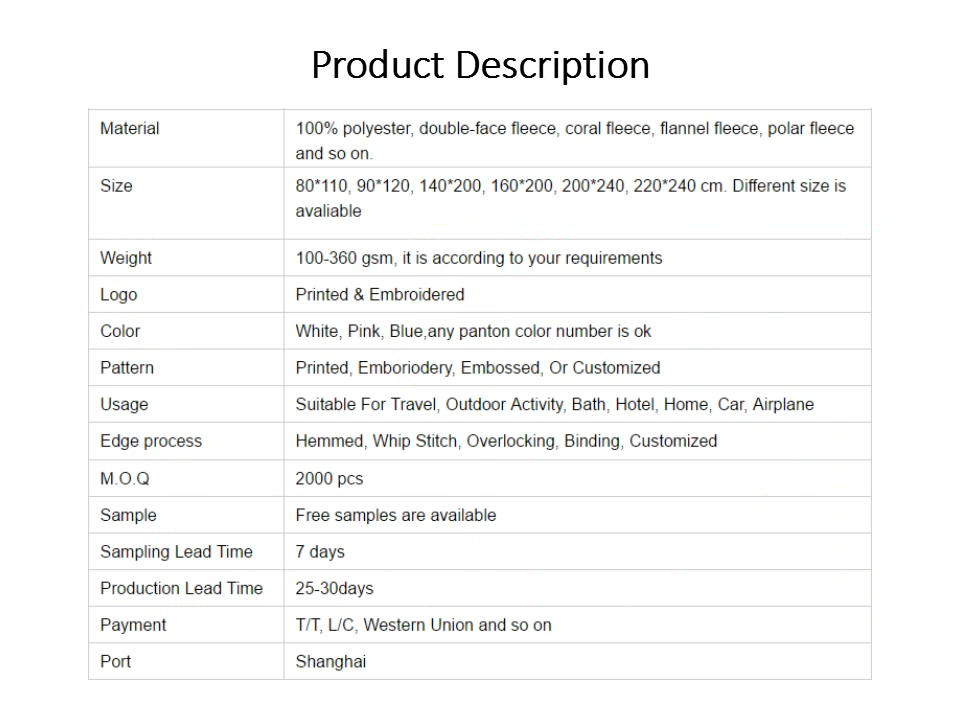 Product Description
Material 100% polyester, double-face fleece, coral fleece, flannel fleece, polar fleece
and so on.
Size 80*110, 90*120, 140*200, 160*200, 200*240, 220*240 cm. Different size is
avaliable
Weight 100-360 gsm, it is according to your requirements
Logo Printed & Embroidered
Color White, Pink, Blue,any panton color number is ok
Pattern Printed, Emboriodery, Embossed, Or Customized
Usage Suitable For Travel, Outdoor Activity, Bath, Hotel, Home, Car, Airplane
Edge process Hemmed, Whip Stitch, Overlocking, Binding, Customized
M.O.Q 2000 pcs
Sample Free samples are available
Sampling Lead Time 7 days
Production Lead Time 25-30days
Payment T/T, L/C, Western Union and so on
Port Shanghai